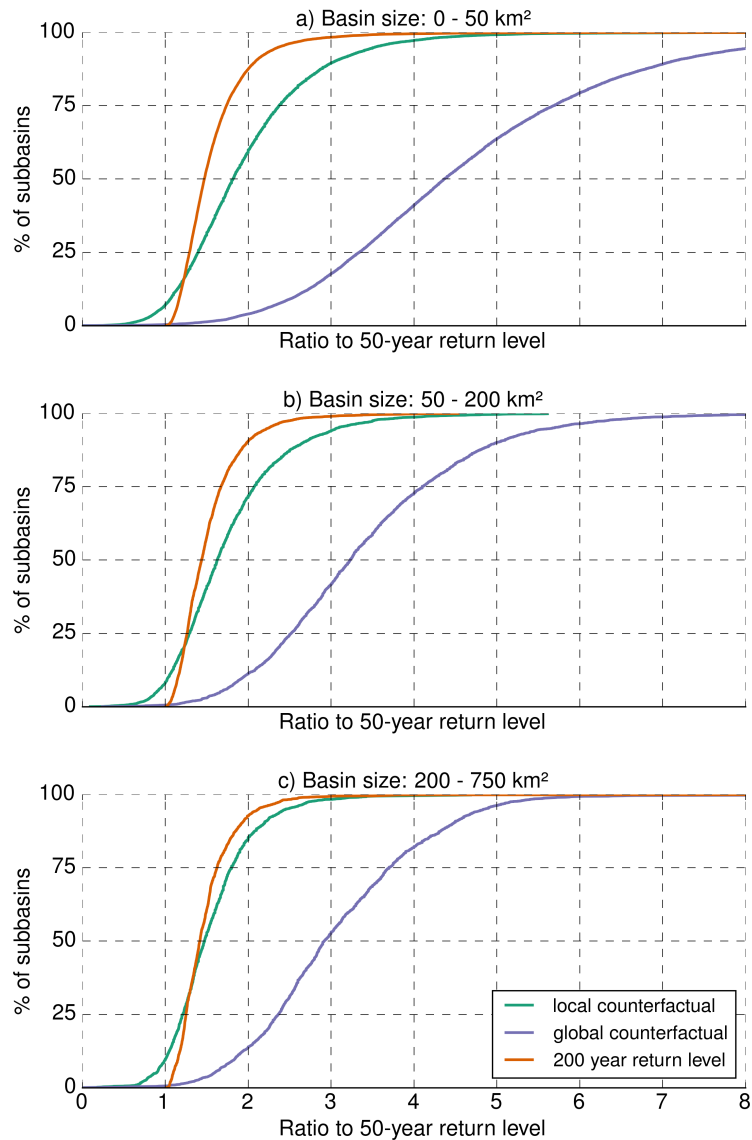 a) Basin size: 0 - 50 km²
100
75
50
25
0
% of subbasins
Ratio to 50-year return level
b) Basin size: 50 - 200 km²
100
75
50
25
0
% of subbasins
Ratio to 50-year return level
c) Basin size: 200 - 750 km²
100
75
50
25
0
% of subbasins
local counterfactual
global counterfactual
200 year return level
0 1 2 3 4 5 6 7 8
Ratio to 50-year return level